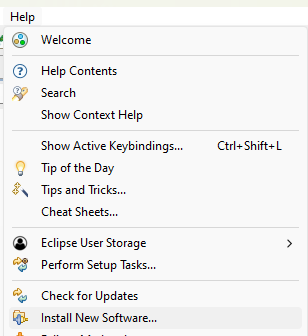 Help
Welcome
Help Contents
Search
Show Context Help
Show Active Keybindings... Ctrl+Shift+L
Tip of the Day
Tips and Tricks...
Cheat Sheets...
Eclipse User Storage
Perform Setup Tasks...
Check for Updates
Install New Software...